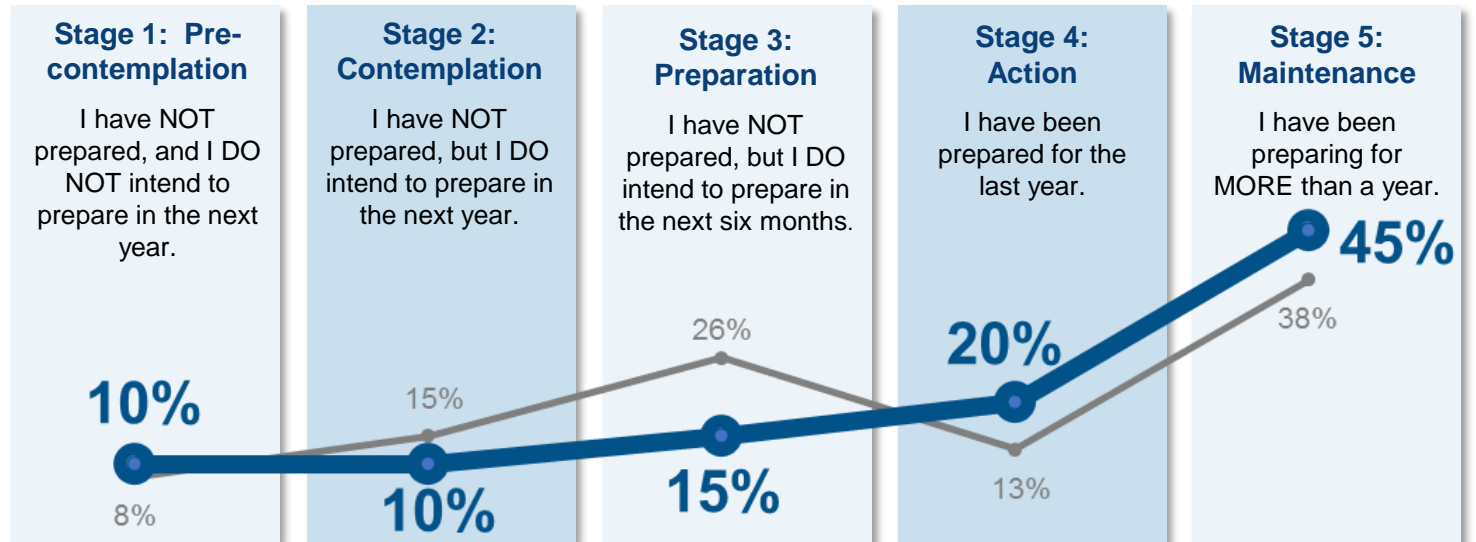 Stage 1: Pre-
contemplation
I have NOT
prepared, and I DO
NOT intend to
prepare in the next
year.
10%
8%
Stage 2:
Contemplation
I have NOT
prepared, but I DO
intend to prepare in
the next year.
15%
10%
Stage 3:
Preparation
I have NOT
prepared, but I DO
intend to prepare in
the next six months.
26%
15%
Stage 4:
Action
I have been
prepared for the
last year.
20%
13%
Stage 5:
Maintenance
I have been
preparing for
MORE than a year.
45%
38%